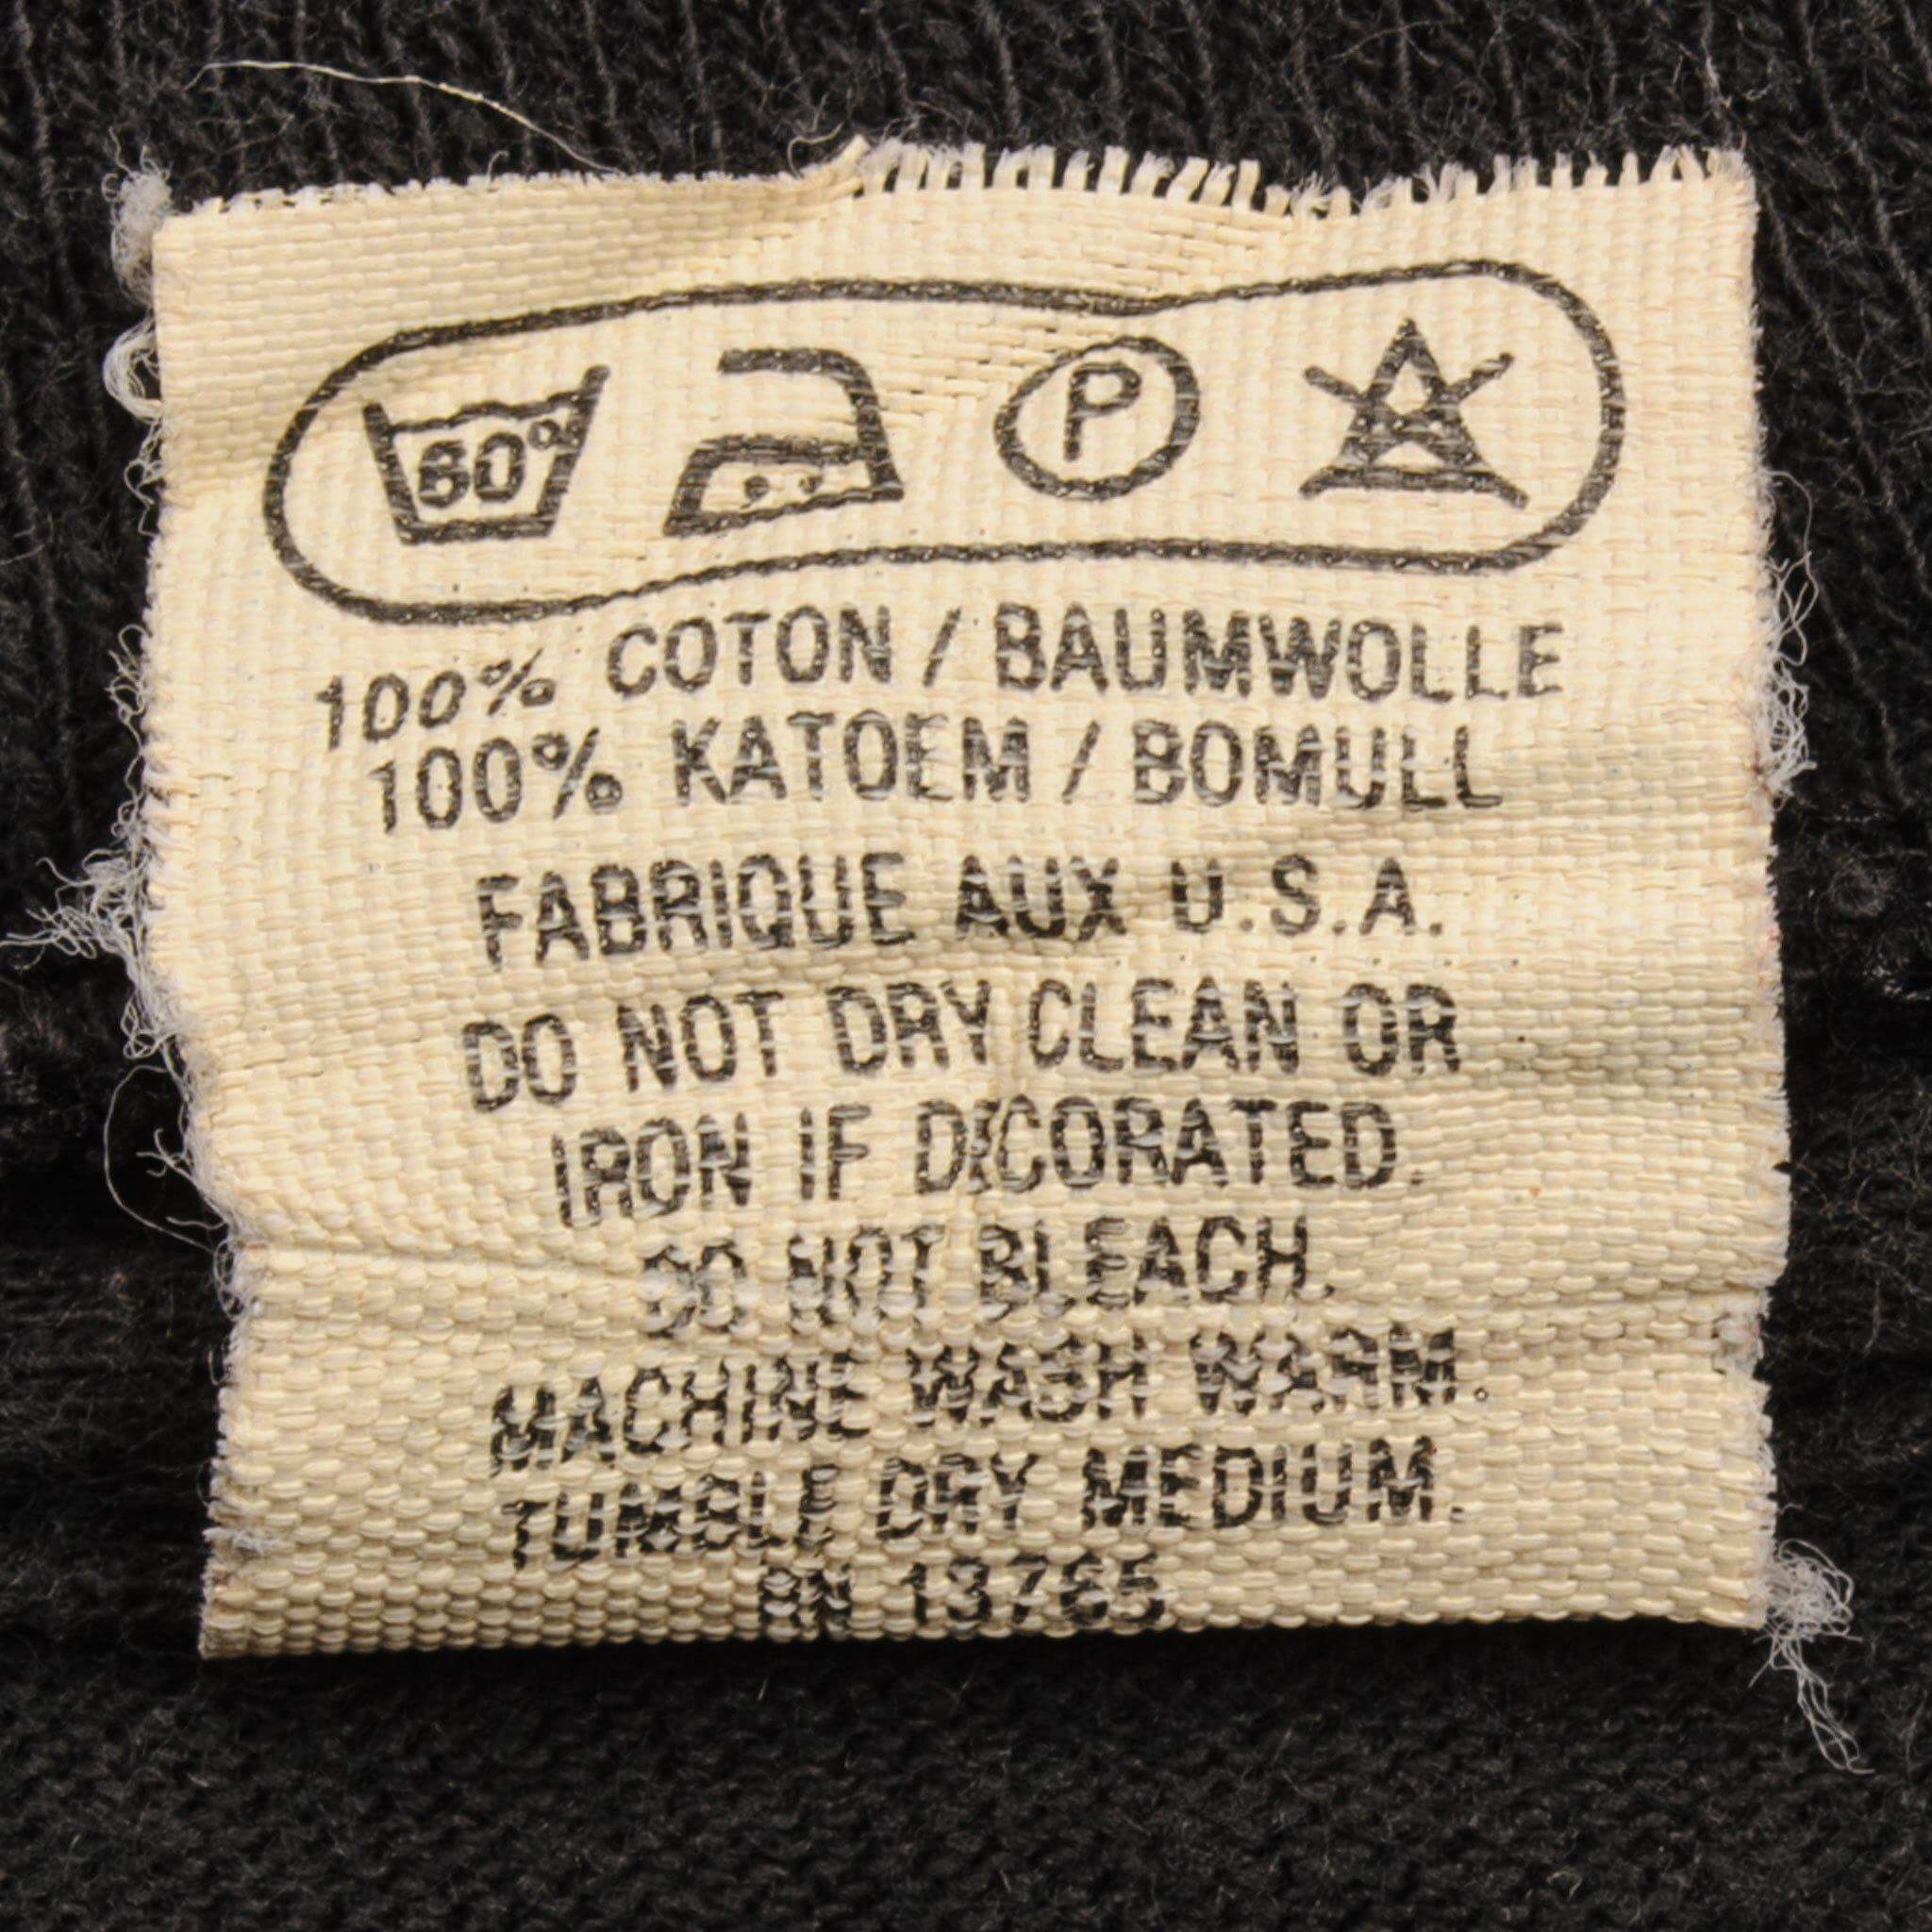 60°
P
100% COTON / BAUMWOLLE
100% KATOEM / BOMULL
FABRIQUE AUX U.S.A.
DO NOT DRY CLEAN OR
IRON IF DECORATED.
DO NOT BLEACH.
MACHINE WASH WARM.
TUMBLE DRY MEDIUM.
RN 13765